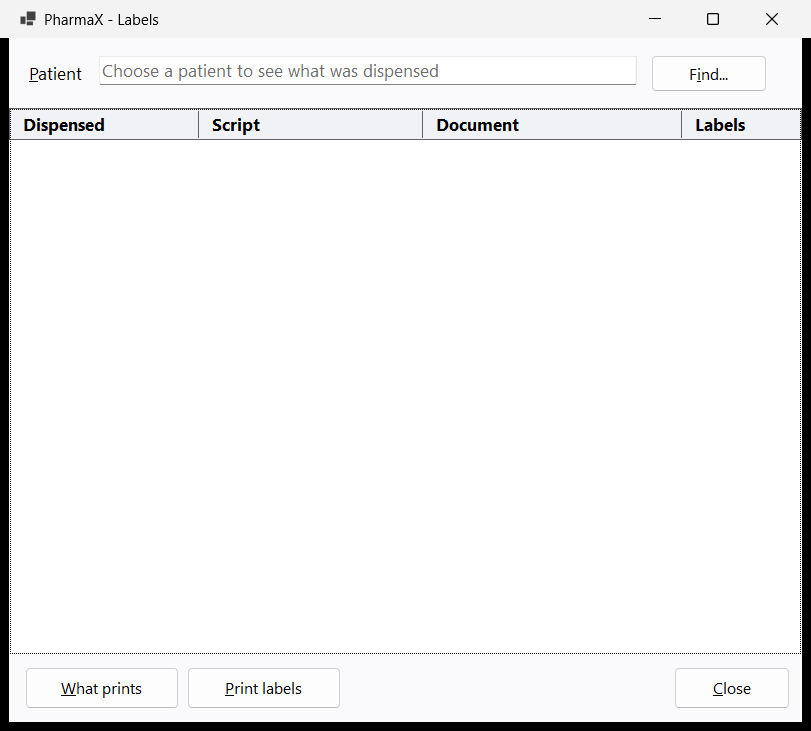 PharmaX - Labels
Patient Choose a patient to see what was dispensed Find...
Dispensed Script Document Labels
What prints Print labels Close